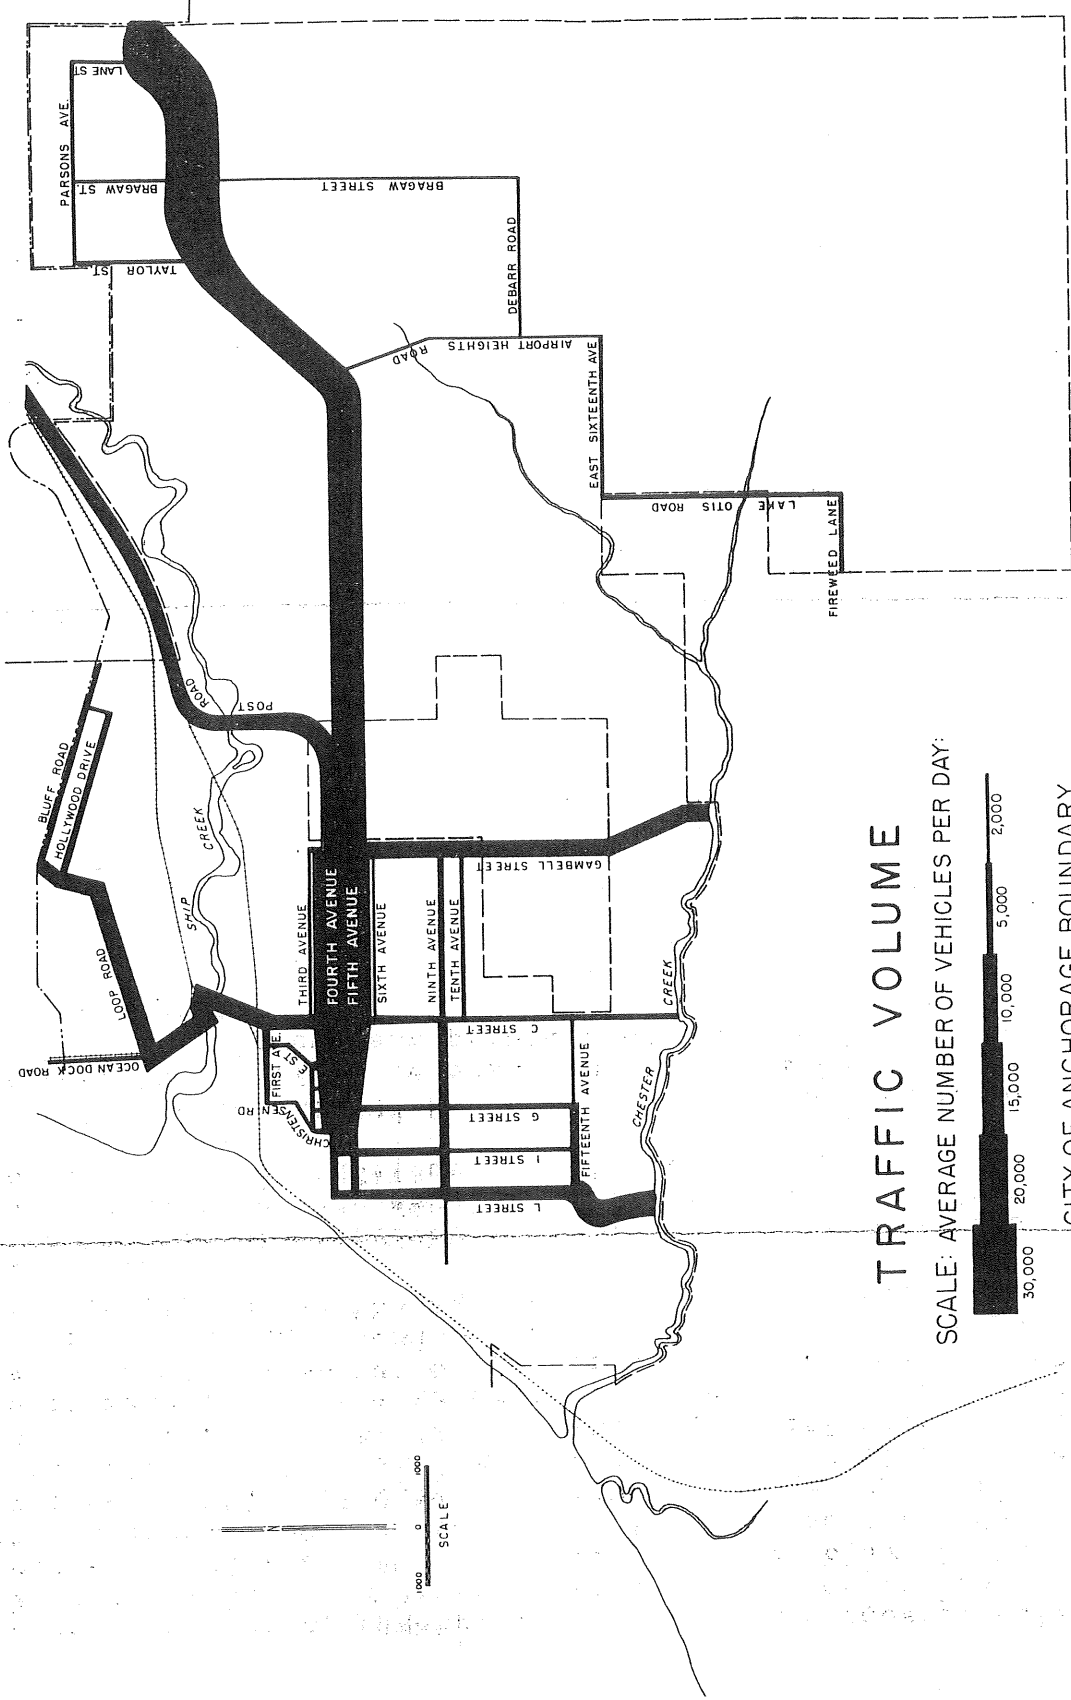 LANE ST
PARSONS AVE.
BRAGAW ST.
BRAGAW STREET
TAYLOR ST
DEBARR ROAD
AIRPORT HEIGHTS
ROAD
EAST SIXTEENTH AVE
LAKE OTIS ROAD
FIREWEED LANE
POST ROAD
BLUFF ROAD
HOLLYWOOD DRIVE
LOOP ROAD
OCEAN DOCK ROAD
SHIP CREEK
THIRD AVENUE
FOURTH AVENUE
FIFTH AVENUE
SIXTH AVENUE
NINTH AVENUE
TENTH AVENUE
GAMBELL STREET
C STREET
FIRST AVE.
E ST
CHRISTENSEN RD
G STREET
I STREET
L STREET
FIFTEENTH AVENUE
CHESTER CREEK
TRAFFIC VOLUME
SCALE: AVERAGE NUMBER OF VEHICLES PER DAY:
30,000 20,000 15,000 10,000 5,000 2,000
CITY OF ANCHORAGE BOUNDARY
N
1000 0 1000
SCALE